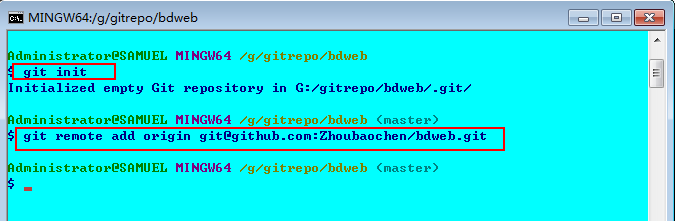 MINGW64:/g/gitrepo/bdweb
Administrator@SAMUEL MINGW64 /g/gitrepo/bdweb
$ git init
Initialized empty Git repository in G:/gitrepo/bdweb/.git/
Administrator@SAMUEL MINGW64 /g/gitrepo/bdweb (master)
$ git remote add origin git@github.com:Zhoubaochen/bdweb.git
Administrator@SAMUEL MINGW64 /g/gitrepo/bdweb (master)
$